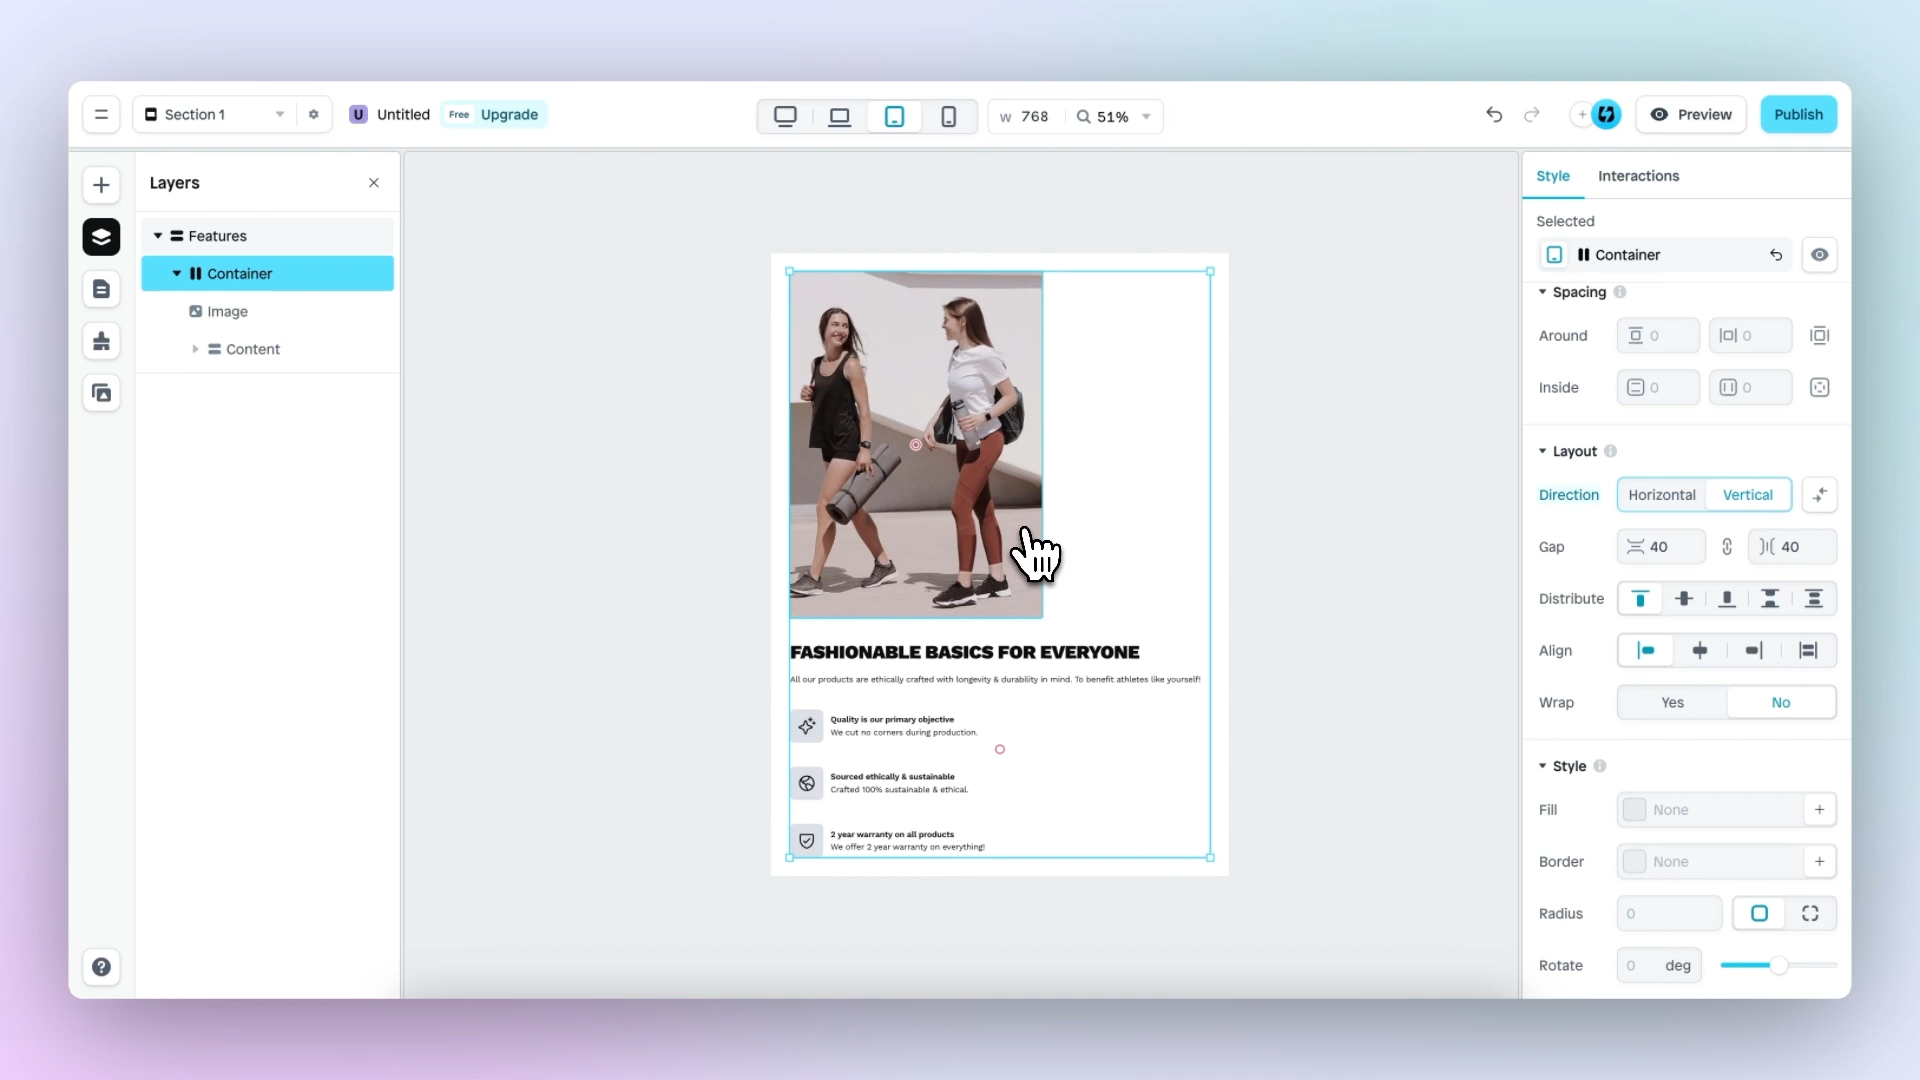 Section 1
U Untitled Free Upgrade
W 768
51%
Preview
Publish
Layers
Features
Container
Image
Content
FASHIONABLE BASICS FOR EVERYONE
All our products are ethically crafted with longevity & durability in mind. To benefit athletes like yourself!
Quality is our primary objective
We cut no corners during production.
Sourced ethically & sustainable
Crafted 100% sustainable & ethical.
2 year warranty on all products
We offer 2 year warranty on everything!
Style Interactions
Selected
Container
Spacing
Around 0 0
Inside 0 0
Layout
Direction Horizontal Vertical
Gap 40 40
Distribute
Align
Wrap Yes No
Style
Fill None
Border None
Radius 0
Rotate 0 deg